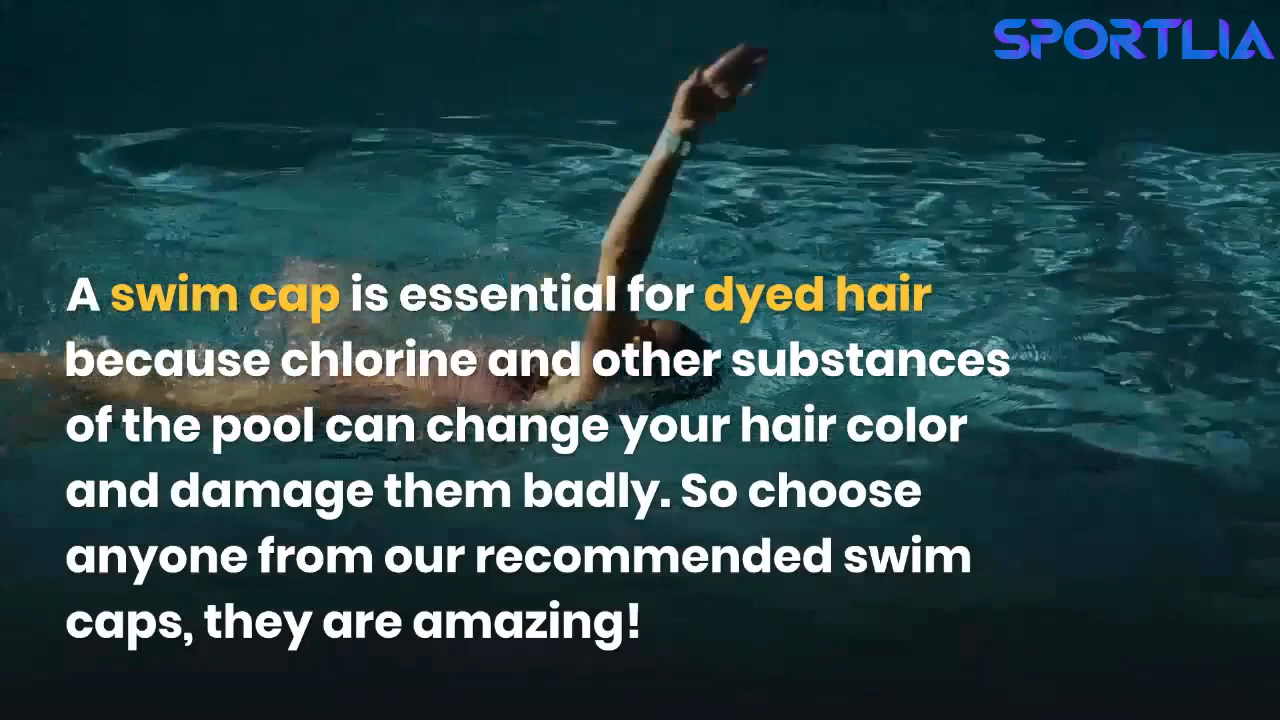 SPORTLIA
A swim cap is essential for dyed hair
because chlorine and other substances
of the pool can change your hair color
and damage them badly. So choose
anyone from our recommended swim
caps, they are amazing!